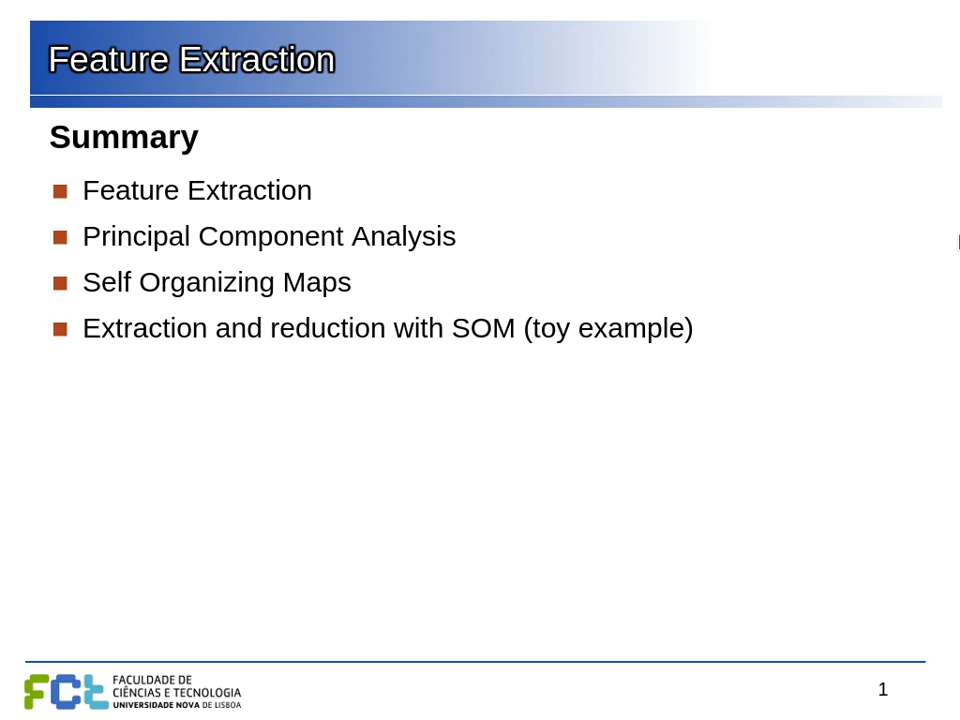 Feature Extraction
Summary
Feature Extraction
Principal Component Analysis
Self Organizing Maps
Extraction and reduction with SOM (toy example)
FCt
FACULDADE DE
CIÊNCIAS E TECNOLOGIA
UNIVERSIDADE NOVA DE LISBOA
1